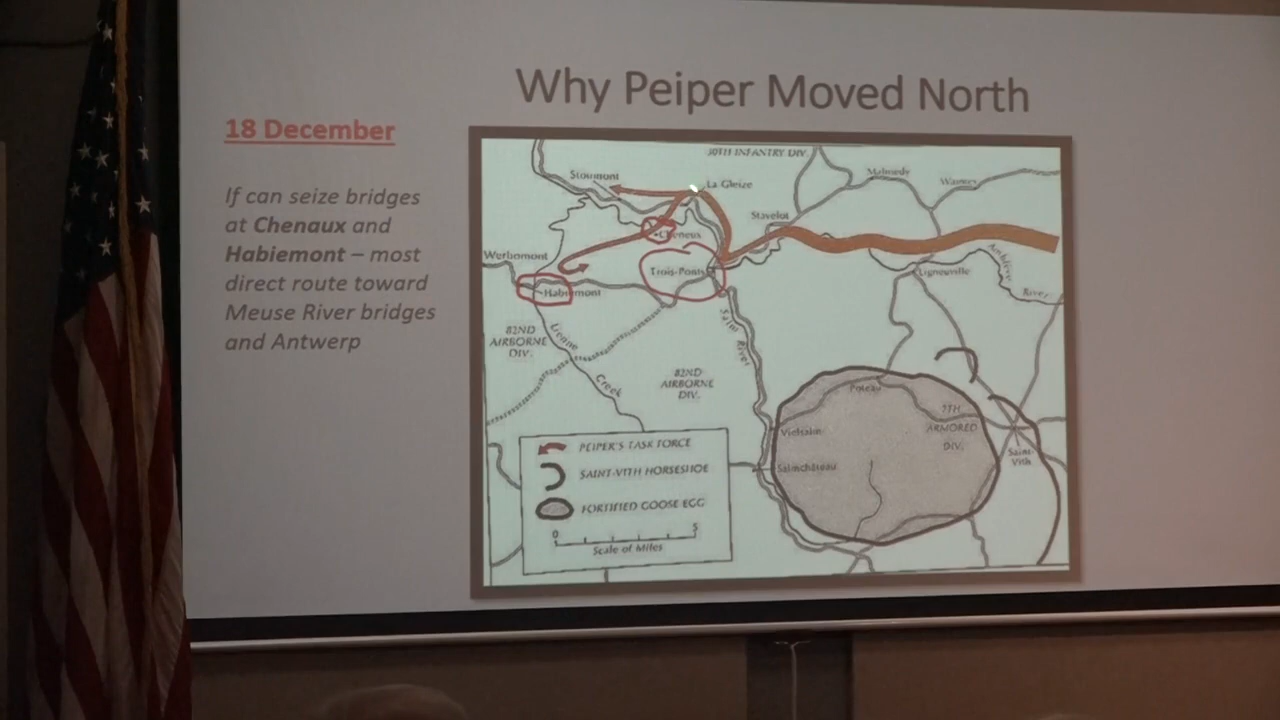 Why Peiper Moved North
18 December
If can seize bridges
at Chenaux and
Habiemont – most
direct route toward
Meuse River bridges
and Antwerp
30TH INFANTRY DIV.
Stoumont
La Gleize
Malmedy
Waimes
Stavelot
Cheneux
Werbomont
Trois-Ponts
Ligneuville
Amblève
River
Habiemont
Salm River
82ND
AIRBORNE
DIV.
Lienne
Creek
82ND
AIRBORNE
DIV.
Poteau
7TH
ARMORED
DIV.
Vielsalm
Saint-
Vith
Salmchâteau
PEIPER'S TASK FORCE
SAINT-VITH HORSESHOE
FORTIFIED GOOSE EGG
0 5
Scale of Miles